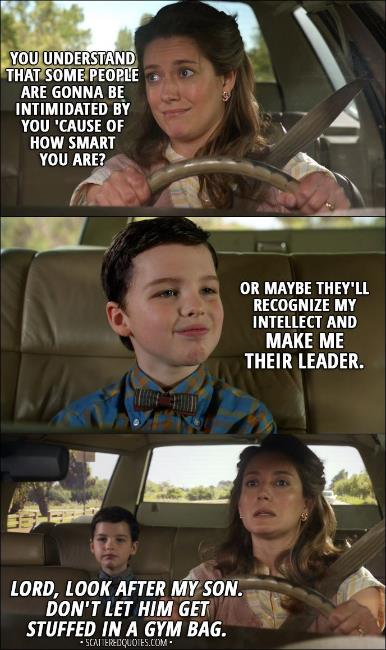 YOU UNDERSTAND
THAT SOME PEOPLE
ARE GONNA BE
INTIMIDATED BY
YOU 'CAUSE OF
HOW SMART
YOU ARE?
OR MAYBE THEY'LL
RECOGNIZE MY
INTELLECT AND
MAKE ME
THEIR LEADER.
LORD, LOOK AFTER MY SON.
DON'T LET HIM GET
STUFFED IN A GYM BAG.
• SCATTEREDQUOTES.COM •